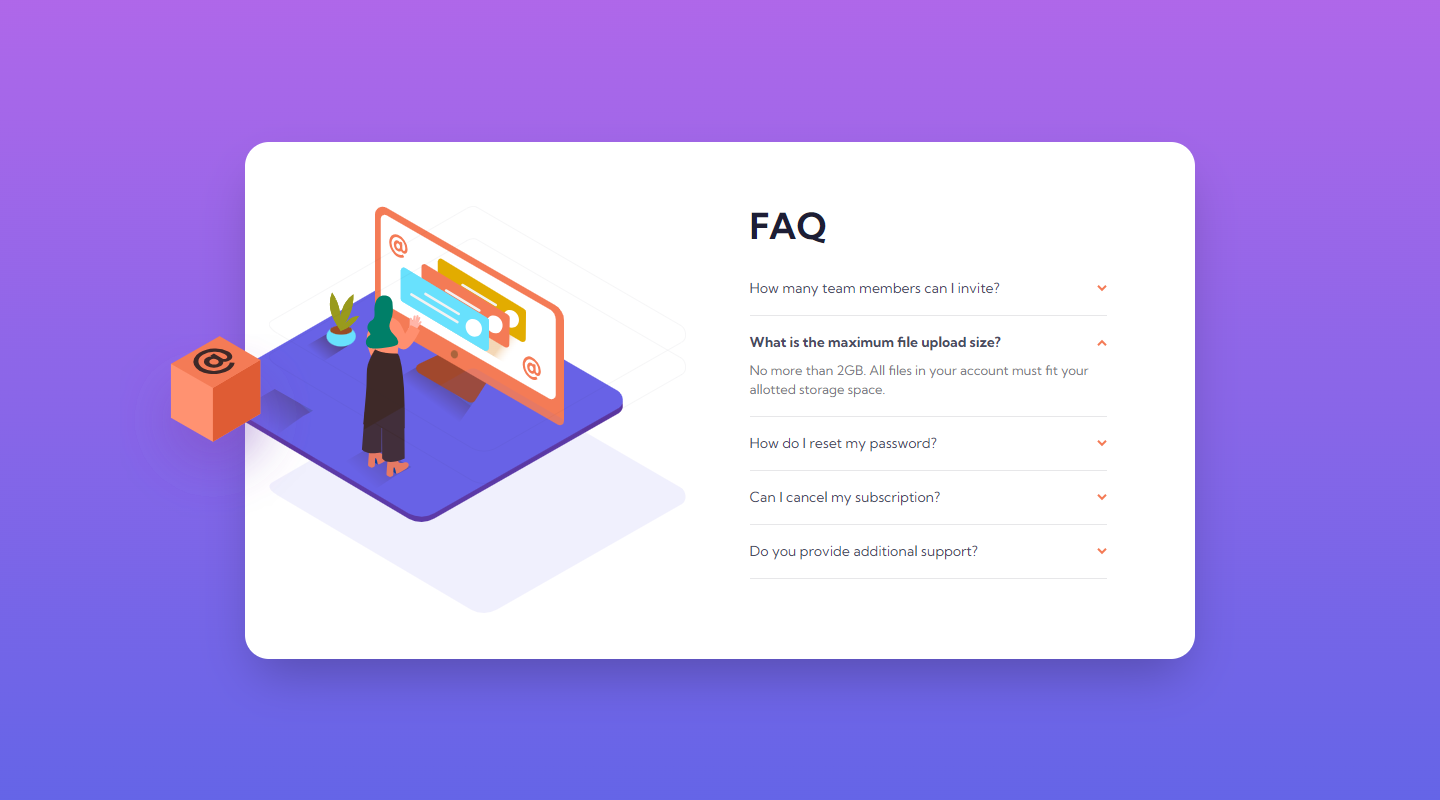 @
@
@
FAQ
How many team members can I invite?
What is the maximum file upload size?
No more than 2GB. All files in your account must fit your
allotted storage space.
How do I reset my password?
Can I cancel my subscription?
Do you provide additional support?